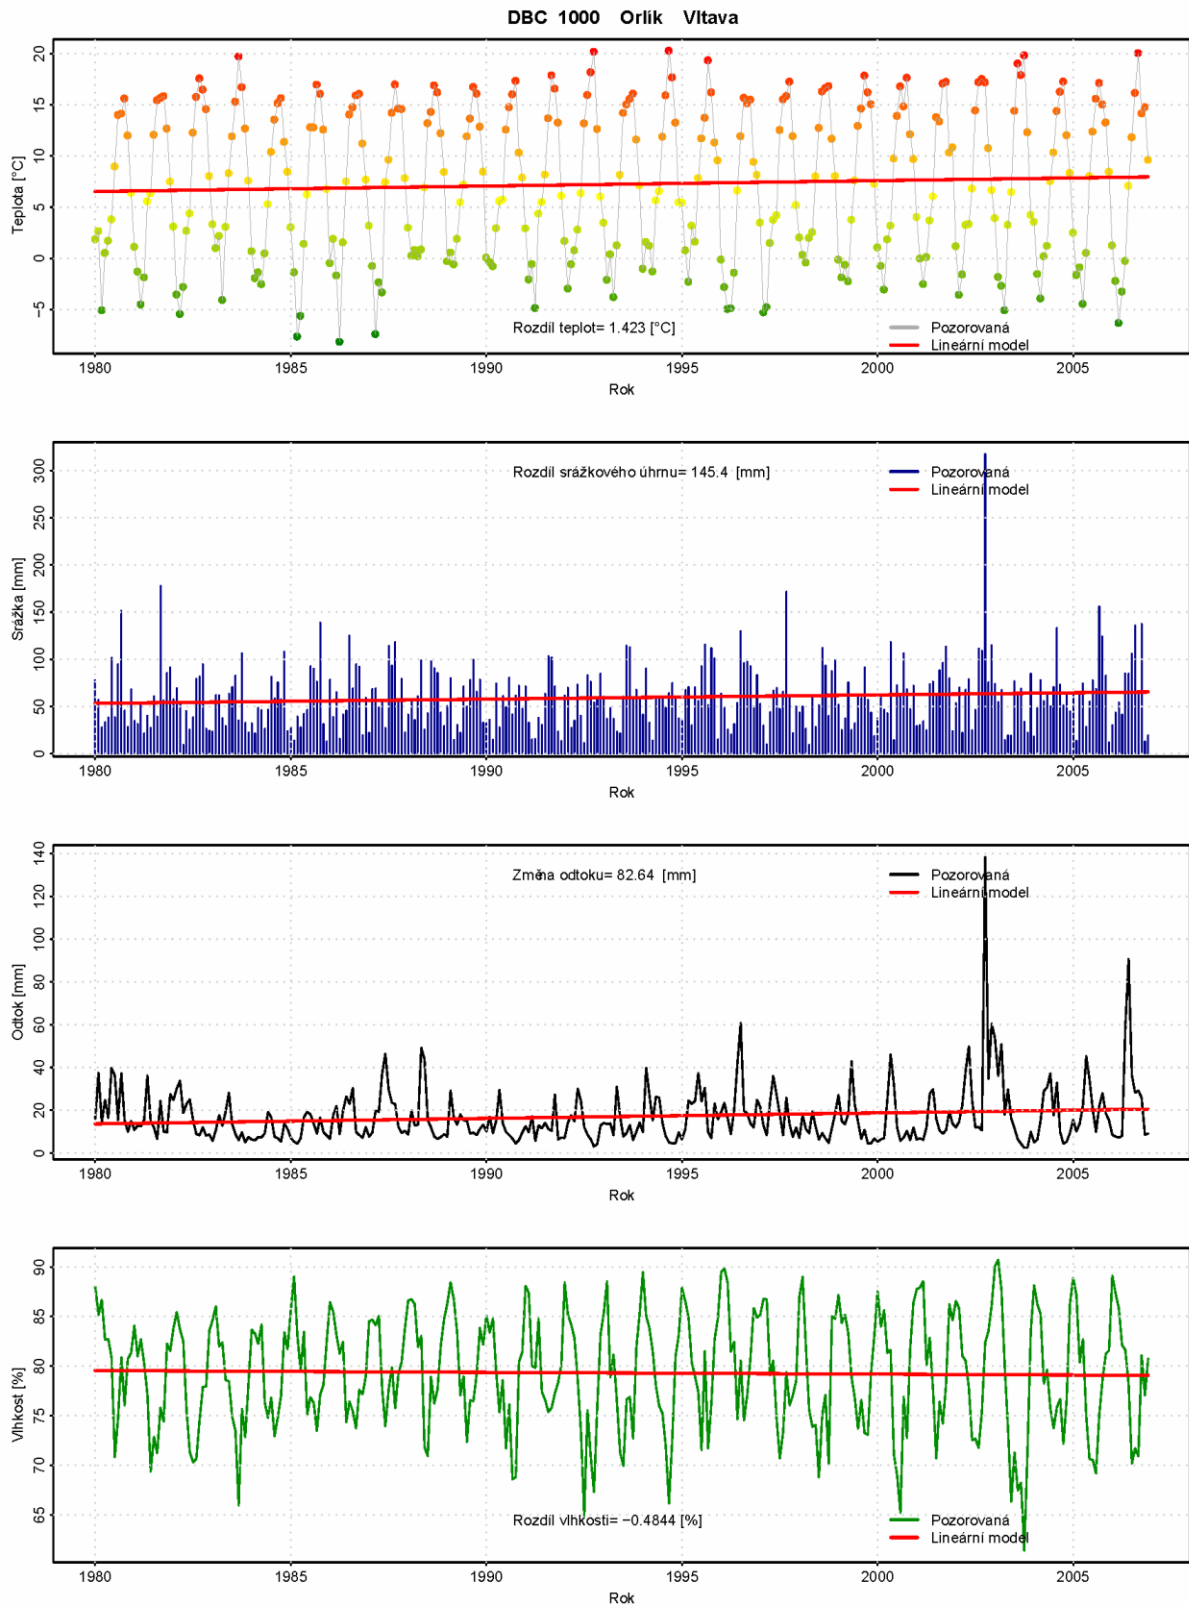 DBC 1000 Orlík Vltava
Teplota [°C]
20
15
10
5
0
−5
Rozdíl teplot= 1.423 [°C]
Pozorovaná
Lineární model
1980 1985 1990 1995 2000 2005
Rok
Srážka [mm]
300
250
200
150
100
50
0
Rozdíl srážkového úhrnu= 145.4 [mm]
Pozorovaná
Lineární model
1980 1985 1990 1995 2000 2005
Rok
Odtok [mm]
140
120
100
80
60
40
20
0
Změna odtoku= 82.64 [mm]
Pozorovaná
Lineární model
1980 1985 1990 1995 2000 2005
Rok
Vlhkost [%]
90
85
80
75
70
65
Rozdíl vlhkosti= −0.4844 [%]
Pozorovaná
Lineární model
1980 1985 1990 1995 2000 2005
Rok